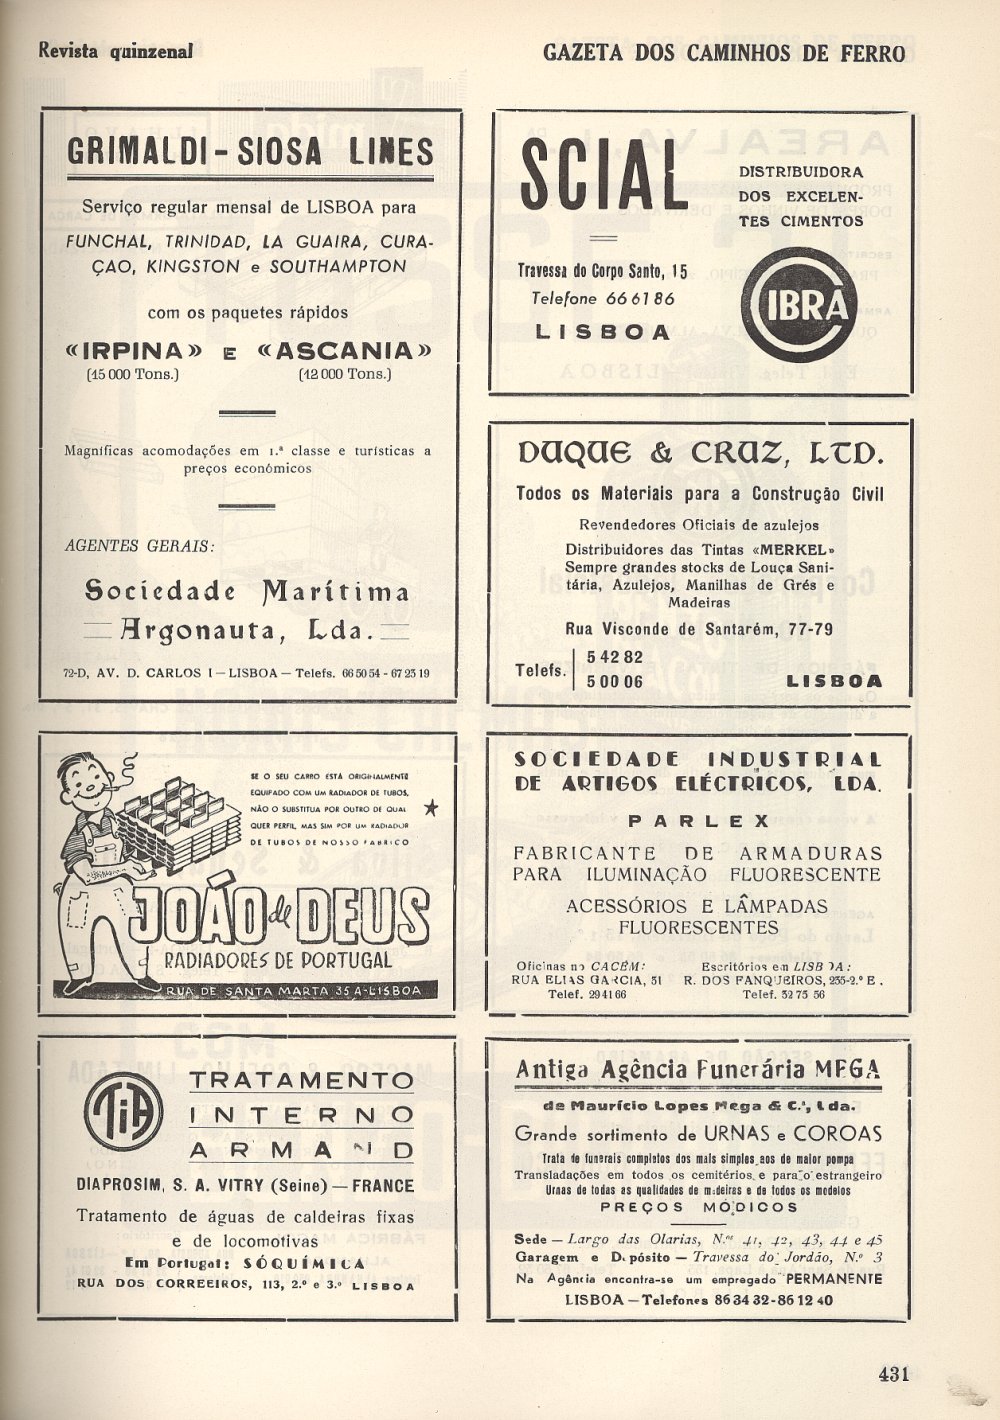 Revista quinzenal
GAZETA DOS CAMINHOS DE FERRO
GRIMALDI - SIOSA LINES
Serviço regular mensal de LISBOA para
FUNCHAL, TRINIDAD, LA GUAIRA, CURA-
ÇAO, KINGSTON e SOUTHAMPTON
com os paquetes rápidos
«IRPINA» E «ASCANIA»
(15 000 Tons.) (12 000 Tons.)
Magníficas acomodações em 1.ª classe e turísticas a
preços económicos
AGENTES GERAIS:
Sociedade Marítima
Argonauta, Lda.
72-D, AV. D. CARLOS I — LISBOA — Telefs. 66 50 54 - 67 23 19
SCIAL
DISTRIBUIDORA
DOS EXCELEN-
TES CIMENTOS
Travessa do Corpo Santo, 15
Telefone 66 61 86
LISBOA
CIBRA
DUQUE & CRUZ, LTD.
Todos os Materiais para a Construção Civil
Revendedores Oficiais de azulejos
Distribuidores das Tintas «MERKEL»
Sempre grandes stocks de Louça Sani-
tária, Azulejos, Manilhas de Grés e
Madeiras
Rua Visconde de Santarém, 77-79
Telefs. 5 42 82
5 00 06
LISBOA
SE O SEU CARRO ESTÁ ORIGINALMENTE
EQUIPADO COM UM RADIADOR DE TUBOS,
NÃO O SUBSTITUA POR OUTRO DE QUAL
QUER PERFIL, MAS SIM POR UM RADIADOR
DE TUBOS DE NOSSO FABRICO
JOÃO de DEUS
RADIADORES DE PORTUGAL
RUA DE SANTA MARTA 35 A-LISBOA
SOCIEDADE INDUSTRIAL
DE ARTIGOS ELÉCTRICOS, LDA.
PARLEX
FABRICANTE DE ARMADURAS
PARA ILUMINAÇÃO FLUORESCENTE
ACESSÓRIOS E LÂMPADAS
FLUORESCENTES
Oficinas no CACÉM:
RUA ELIAS GARCIA, 51
Telef. 294166
Escritórios em LISBOA:
R. DOS FANQUEIROS, 255-2.º E.
Telef. 52 75 56
TIA
TRATAMENTO
INTERNO
ARMAND
DIAPROSIM, S. A. VITRY (Seine) — FRANCE
Tratamento de águas de caldeiras fixas
e de locomotivas
Em Portugal: SÓQUÍMICA
RUA DOS CORREEIROS, 113, 2.º e 3.º LISBOA
Antiga Agência Funerária MEGA
de Maurício Lopes Mega & C.ª, Lda.
Grande sortimento de URNAS e COROAS
Trata de funerais completos dos mais simples aos de maior pompa
Transladações em todos os cemitérios e para o estrangeiro
Urnas de todas as qualidades de madeiras e de todos os modelos
PREÇOS MÓDICOS
Sede — Largo das Olarias, N.ºs 41, 42, 43, 44 e 45
Garagem e Depósito — Travessa do Jordão, N.º 3
Na Agência encontra-se um empregado PERMANENTE
LISBOA — Telefones 86 34 32 - 86 12 40
431